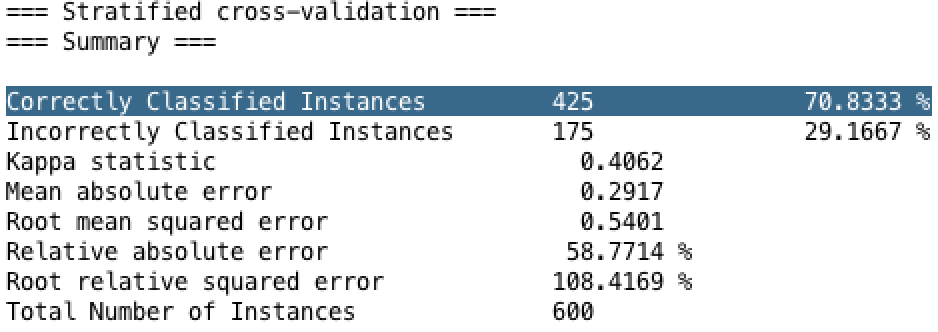 === Stratified cross-validation ===
=== Summary ===
Correctly Classified Instances 425 70.8333 %
Incorrectly Classified Instances 175 29.1667 %
Kappa statistic 0.4062
Mean absolute error 0.2917
Root mean squared error 0.5401
Relative absolute error 58.7714 %
Root relative squared error 108.4169 %
Total Number of Instances 600